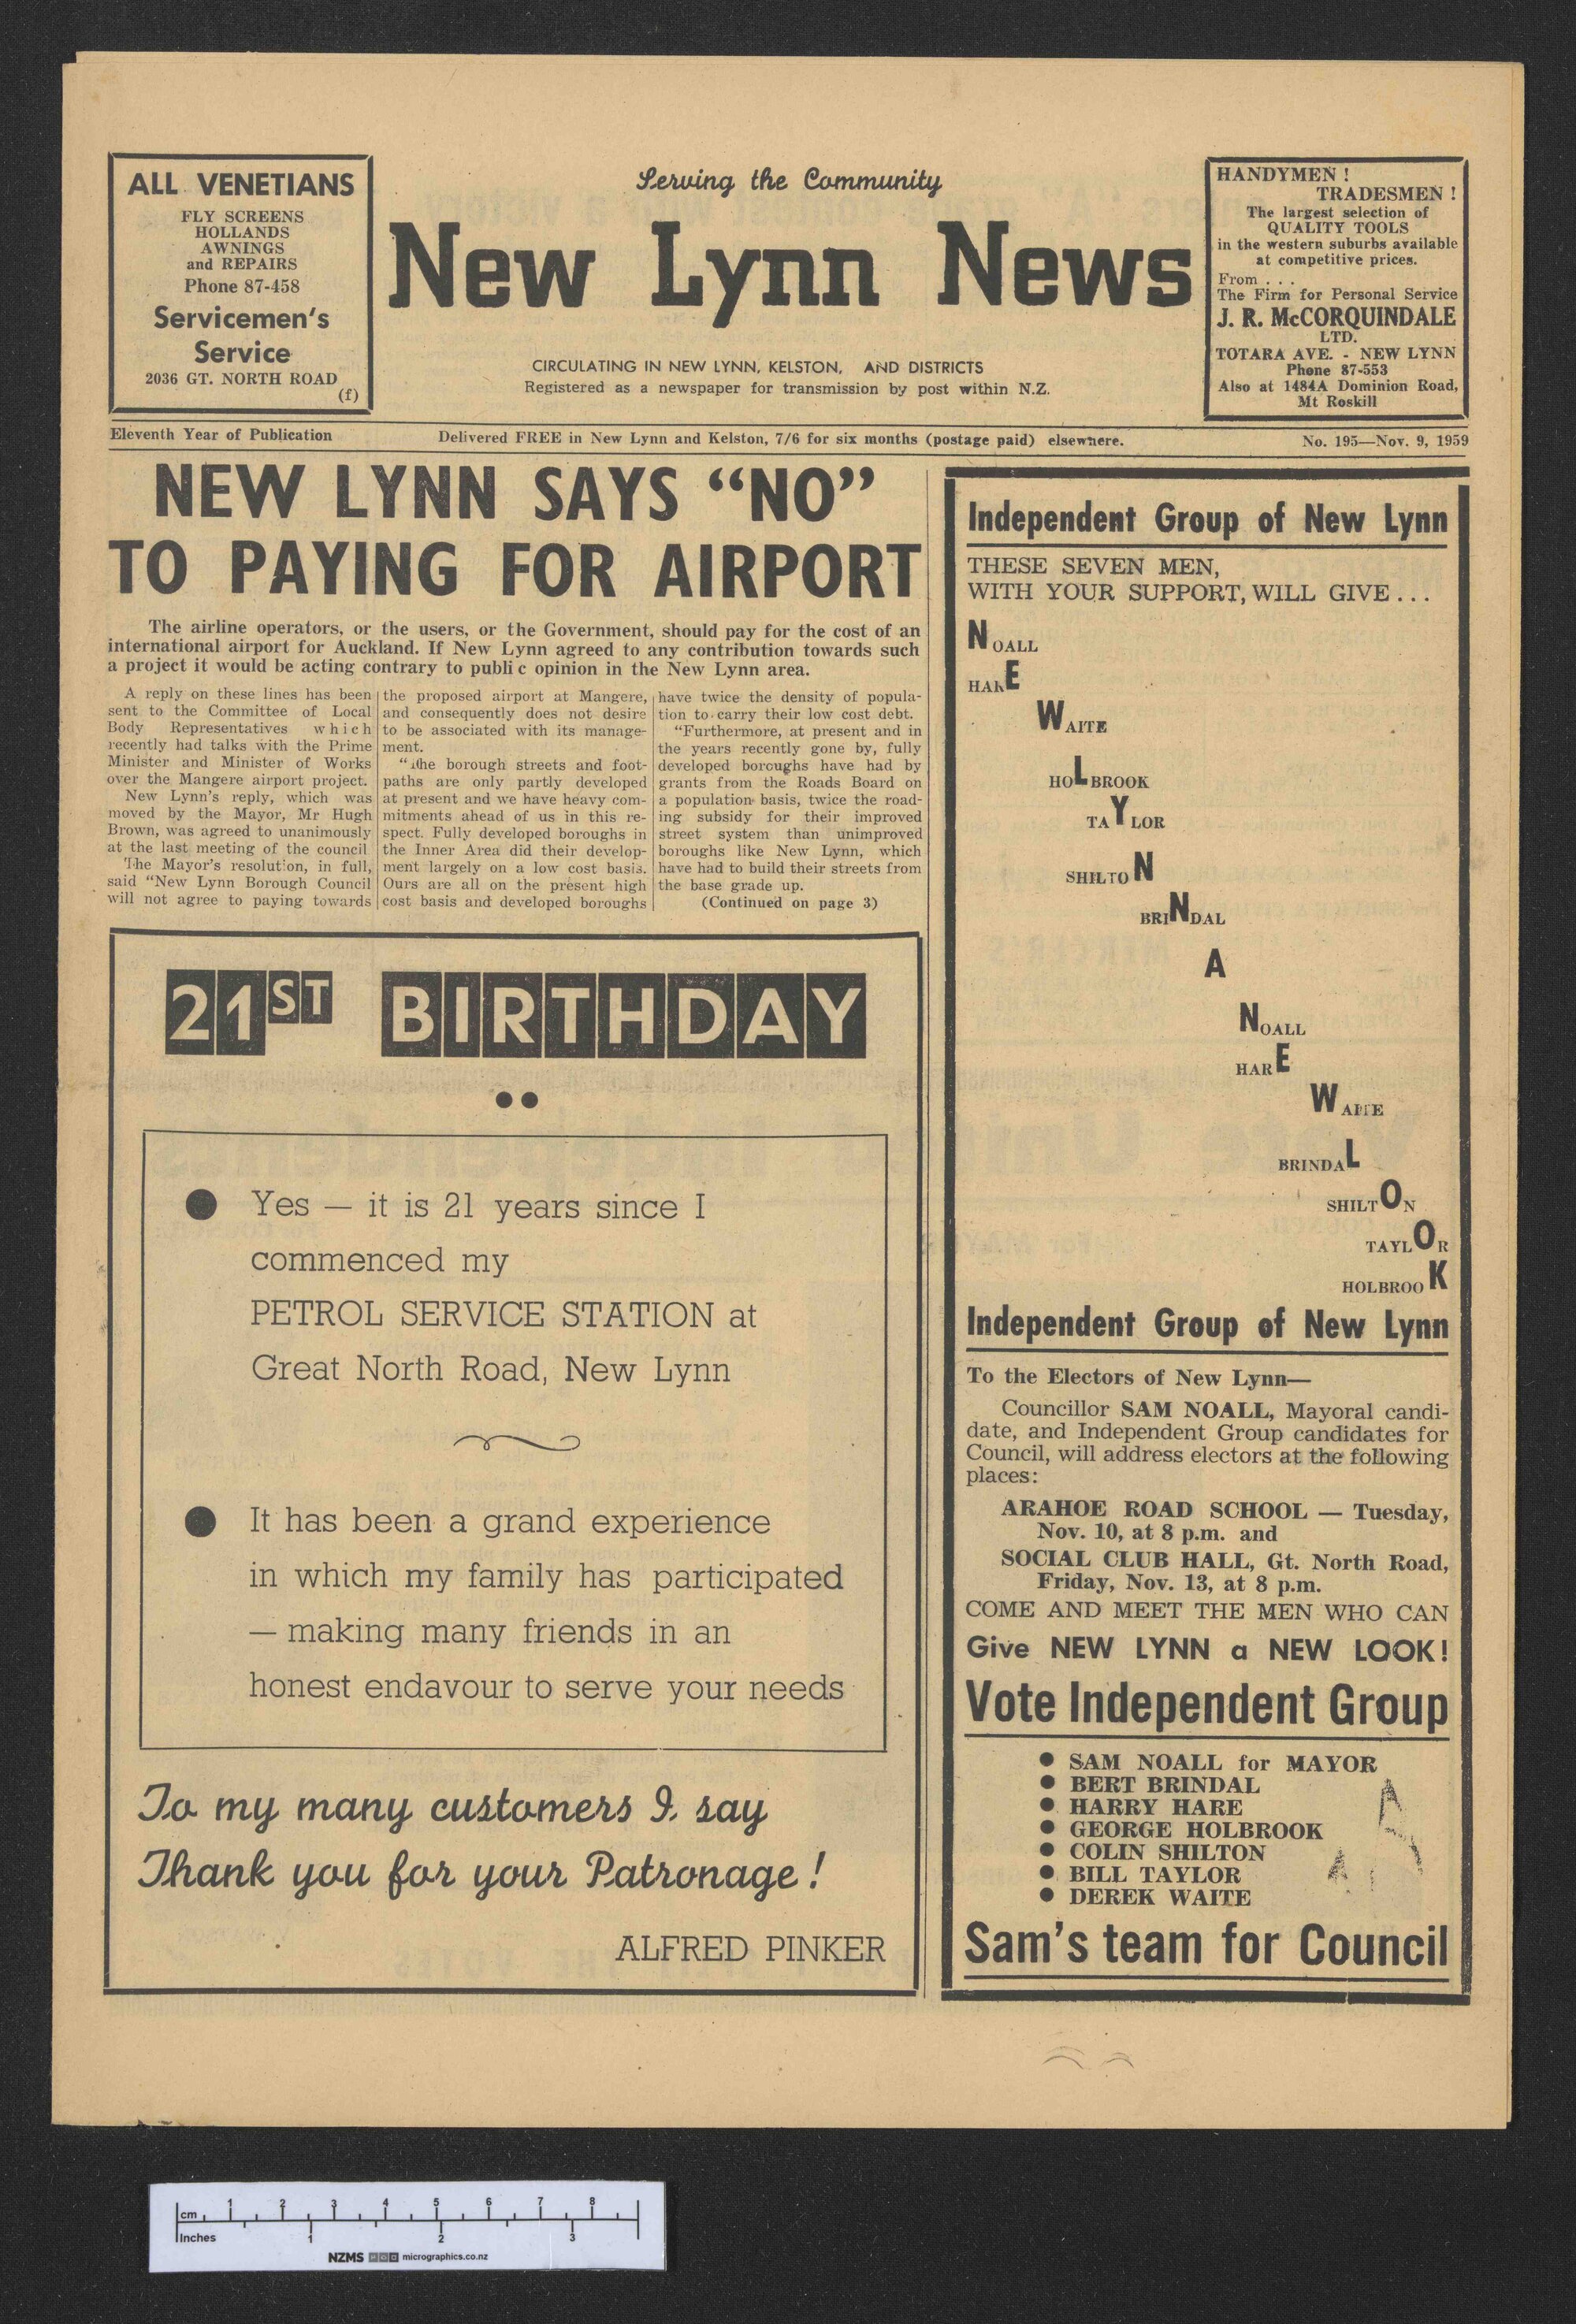 ALL VENETIANS
FLY SCREENS
HOLLANDS
AWNINGS
and REPAIRS
Phone 87-458
Servicemen's
Service
2036 GT. NORTH ROAD
(f)
Serving the Community
New Lynn News
CIRCULATING IN NEW LYNN, KELSTON, AND DISTRICTS
Registered as a newspaper for transmission by post within N.Z.
HANDYMEN !
TRADESMEN !
The largest selection of
QUALITY TOOLS
in the western suburbs available
at competitive prices.
From . . .
The Firm for Personal Service
J. R. McCORQUINDALE
LTD.
TOTARA AVE. - NEW LYNN
Phone 87-553
Also at 1484A Dominion Road,
Mt Roskill
Eleventh Year of Publication
Delivered FREE in New Lynn and Kelston, 7/6 for six months (postage paid) elsewhere.
No. 195—Nov. 9, 1959
NEW LYNN SAYS "NO"
TO PAYING FOR AIRPORT
The airline operators, or the users, or the Government, should pay for the cost of an
international airport for Auckland. If New Lynn agreed to any contribution towards such
a project it would be acting contrary to publi c opinion in the New Lynn area.
A reply on these lines has been
sent to the Committee of Local
Body Representatives which
recently had talks with the Prime
Minister and Minister of Works
over the Mangere airport project.
New Lynn's reply, which was
moved by the Mayor, Mr Hugh
Brown, was agreed to unanimously
at the last meeting of the council
The Mayor's resolution, in full,
said "New Lynn Borough Council
will not agree to paying towards
the proposed airport at Mangere,
and consequently does not desire
to be associated with its manage-
ment.
"The borough streets and foot-
paths are only partly developed
at present and we have heavy com-
mitments ahead of us in this re-
spect. Fully developed boroughs in
the Inner Area did their develop-
ment largely on a low cost basis.
Ours are all on the present high
cost basis and developed boroughs
have twice the density of popula-
tion to carry their low cost debt.
"Furthermore, at present and in
the years recently gone by, fully
developed boroughs have had by
grants from the Roads Board on
a population basis, twice the road-
ing subsidy for their improved
street system than unimproved
boroughs like New Lynn, which
have had to build their streets from
the base grade up.
(Continued on page 3)
21ST BIRTHDAY
● Yes — it is 21 years since I
commenced my
PETROL SERVICE STATION at
Great North Road, New Lynn
● It has been a grand experience
in which my family has participated
— making many friends in an
honest endavour to serve your needs
To my many customers I say
Thank you for your Patronage !
ALFRED PINKER
Independent Group of New Lynn
THESE SEVEN MEN,
WITH YOUR SUPPORT, WILL GIVE . . .
NOALL
HARE
WAITE
HOLBROOK
TAYLOR
SHILTON
BRINDAL
A
NOALL
HARE
WAITE
BRINDAL
SHILTON
TAYLOR
HOLBROOK
Independent Group of New Lynn
To the Electors of New Lynn—
Councillor SAM NOALL, Mayoral candi-
date, and Independent Group candidates for
Council, will address electors at the following
places:
ARAHOE ROAD SCHOOL — Tuesday,
Nov. 10, at 8 p.m. and
SOCIAL CLUB HALL, Gt. North Road,
Friday, Nov. 13, at 8 p.m.
COME AND MEET THE MEN WHO CAN
Give NEW LYNN a NEW LOOK!
Vote Independent Group
● SAM NOALL for MAYOR
● BERT BRINDAL
● HARRY HARE
● GEORGE HOLBROOK
● COLIN SHILTON
● BILL TAYLOR
● DEREK WAITE
Sam's team for Council
cm 1 2 3 4 5 6 7 8
Inches 1 2 3
NZMS micrographics.co.nz